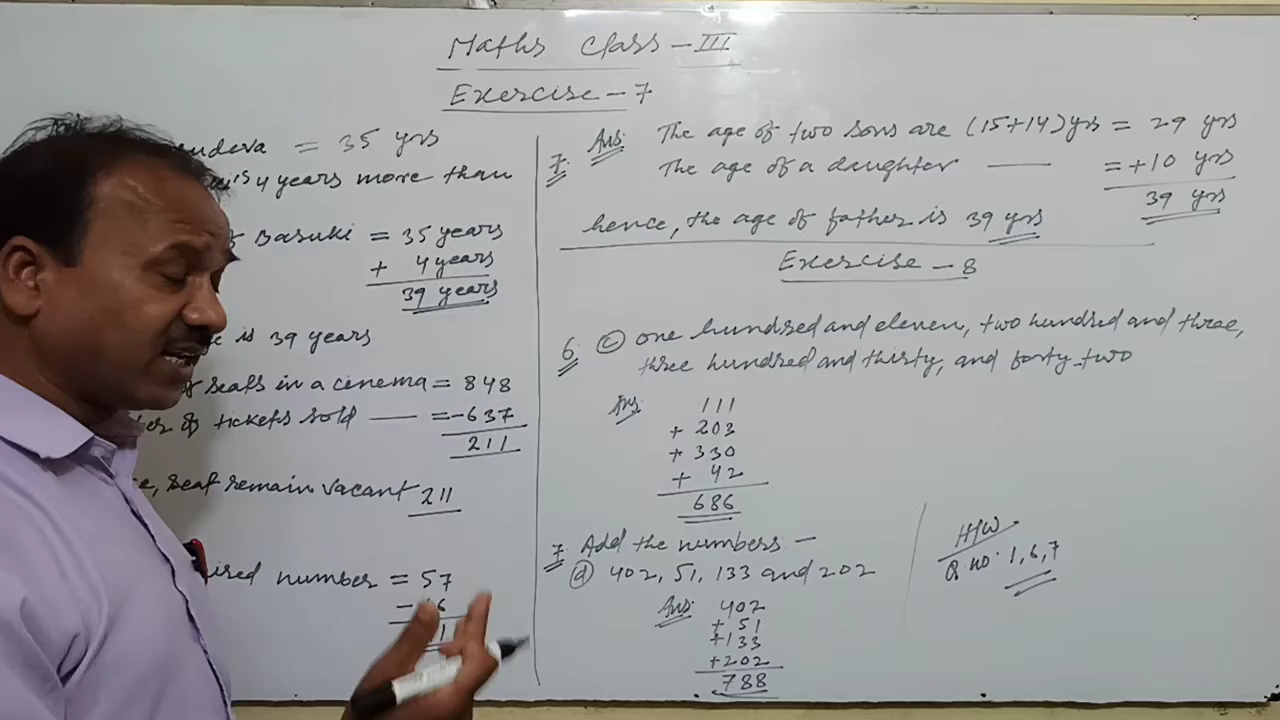 Maths Class - III
Exercise - 7
= 35 yrs
is 4 years more than
Basuki = 35 years
+ 4 years
39 years
is 39 years
seats in a cinema = 848
of tickets sold — = -637
211
, seat remain vacant 211
number = 57
7. Ans: The age of two sons are (15+14) yrs = 29 yrs
The age of a daughter — = +10 yrs
39 yrs
hence, the age of father is 39 yrs
Exercise - 8
6. (c) one hundred and eleven, two hundred and three,
three hundred and thirty, and forty-two
Ans: 111
+ 203
+ 330
+ 42
686
7. Add the numbers -
(d) 402, 51, 133 and 202
Ans: 402
+ 51
+133
+202
788
H/W
Q no. 1,6,7